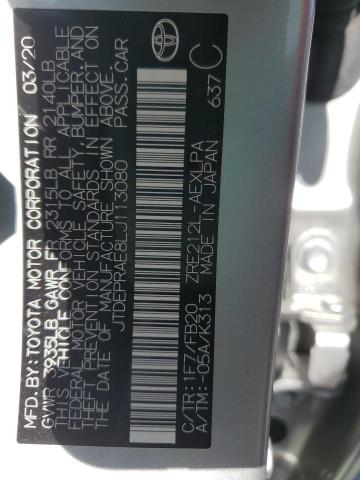 MFD.BY:TOYOTA MOTOR CORPORATION 03/20
GVWR 3935LB GAWR FR 2315LB RR 2140LB
THIS VEHICLE CONFORMS TO ALL APPLICABLE
FEDERAL MOTOR VEHICLE SAFETY, BUMPER, AND
THEFT PREVENTION STANDARDS IN EFFECT ON
THE DATE OF MANUFACTURE SHOWN ABOVE.
JTDEPRAE8LJ113080 PASS.CAR
C/TR:1F7/FB20 ZRE212L-AEXLPA
A/TM:-05A/K313 MADE IN JAPAN
637 C
TOYOTA